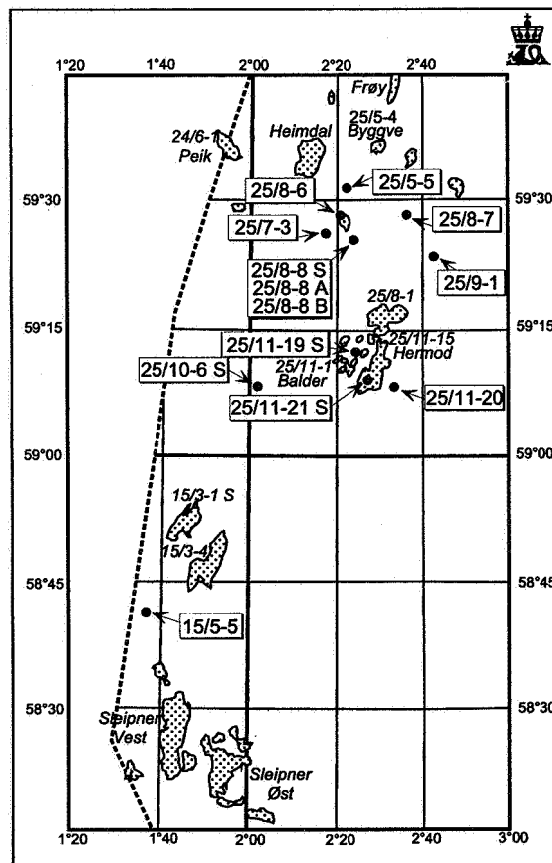 1°20' 1°40' 2°00' 2°20' 2°40' 3°00'
Frøy
24/6-1
Peik
Heimdal
25/5-4
Byggve
25/8-6
25/5-5
59°30' 59°30'
25/7-3
25/8-7
25/8-8 S
25/8-8 A
25/8-8 B
25/9-1
25/8-1
59°15' 59°15'
25/11-19 S
25/11-15
Hermod
25/10-6 S
25/11-1
Balder
25/11-21 S
25/11-20
59°00' 59°00'
15/3-1 S
15/3-4
58°45' 58°45'
15/5-5
58°30' 58°30'
Sleipner
Vest
Sleipner
Øst
1°20' 1°40' 2°00' 2°20' 2°40' 3°00'